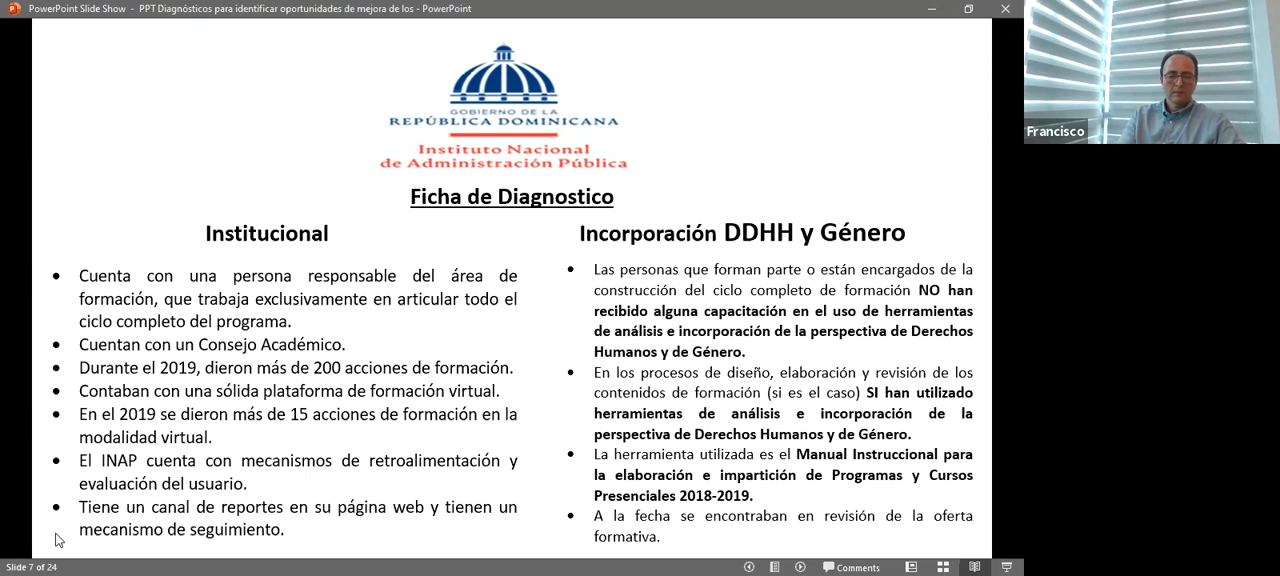 PowerPoint Slide Show - PPT Diagnósticos para identificar oportunidades de mejora de los - PowerPoint
GOBIERNO DE LA
REPÚBLICA DOMINICANA
Instituto Nacional
de Administración Pública
Ficha de Diagnostico
Institucional
• Cuenta con una persona responsable del área de
formación, que trabaja exclusivamente en articular todo el
ciclo completo del programa.
• Cuentan con un Consejo Académico.
• Durante el 2019, dieron más de 200 acciones de formación.
• Contaban con una sólida plataforma de formación virtual.
• En el 2019 se dieron más de 15 acciones de formación en la
modalidad virtual.
• El INAP cuenta con mecanismos de retroalimentación y
evaluación del usuario.
• Tiene un canal de reportes en su página web y tienen un
mecanismo de seguimiento.
Incorporación DDHH y Género
• Las personas que forman parte o están encargados de la
construcción del ciclo completo de formación NO han
recibido alguna capacitación en el uso de herramientas
de análisis e incorporación de la perspectiva de Derechos
Humanos y de Género.
• En los procesos de diseño, elaboración y revisión de los
contenidos de formación (si es el caso) SI han utilizado
herramientas de análisis e incorporación de la
perspectiva de Derechos Humanos y de Género.
• La herramienta utilizada es el Manual Instruccional para
la elaboración e impartición de Programas y Cursos
Presenciales 2018-2019.
• A la fecha se encontraban en revisión de la oferta
formativa.
Francisco
Slide 7 of 24
Comments